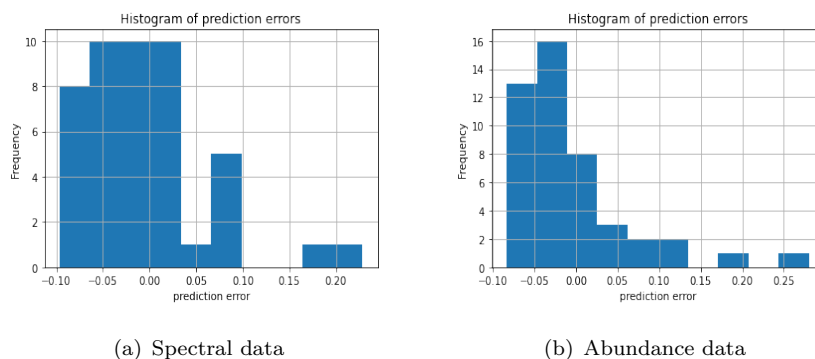 Histogram of prediction errors
10
8
6
4
2
0
Frequency
−0.10 −0.05 0.00 0.05 0.10 0.15 0.20
prediction error
(a) Spectral data
Histogram of prediction errors
16
14
12
10
8
6
4
2
0
Frequency
−0.10 −0.05 0.00 0.05 0.10 0.15 0.20 0.25
prediction error
(b) Abundance data